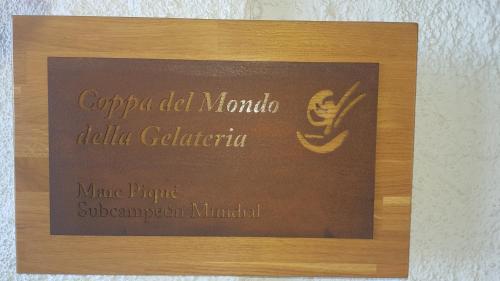 Coppa del Mondo
della Gelateria
Marc Piqué
Subcampeón Mundial